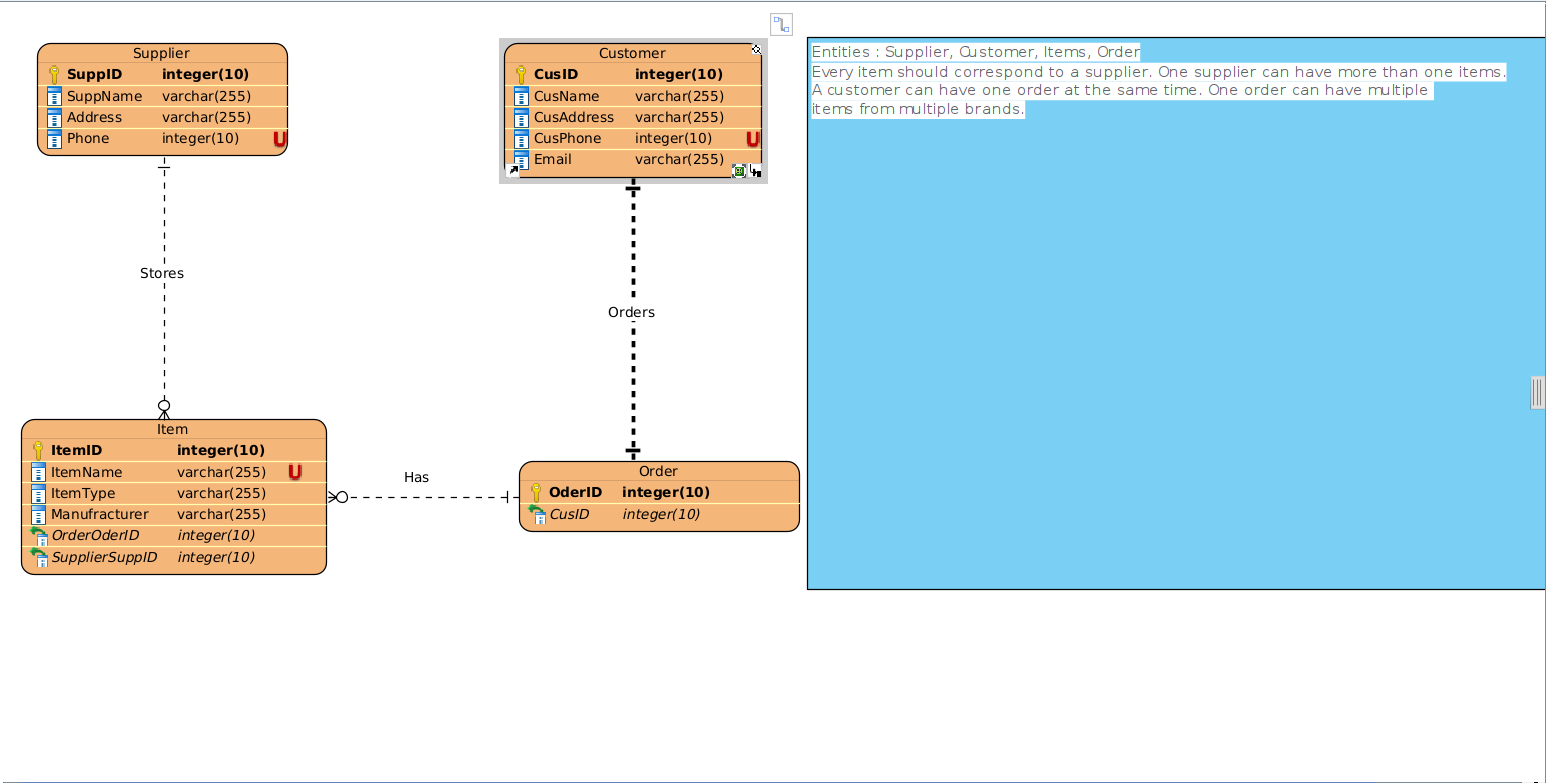 Supplier
SuppID integer(10)
SuppName varchar(255)
Address varchar(255)
Phone integer(10) U
Customer
CusID integer(10)
CusName varchar(255)
CusAddress varchar(255)
CusPhone integer(10) U
Email varchar(255)
Entities : Supplier, Customer, Items, Order
Every item should correspond to a supplier. One supplier can have more than one items.
A customer can have one order at the same time. One order can have multiple
items from multiple brands.
Stores
Orders
Item
ItemID integer(10)
ItemName varchar(255) U
ItemType varchar(255)
Manufracturer varchar(255)
OrderOderID integer(10)
SupplierSuppID integer(10)
Has
Order
OderID integer(10)
CusID integer(10)